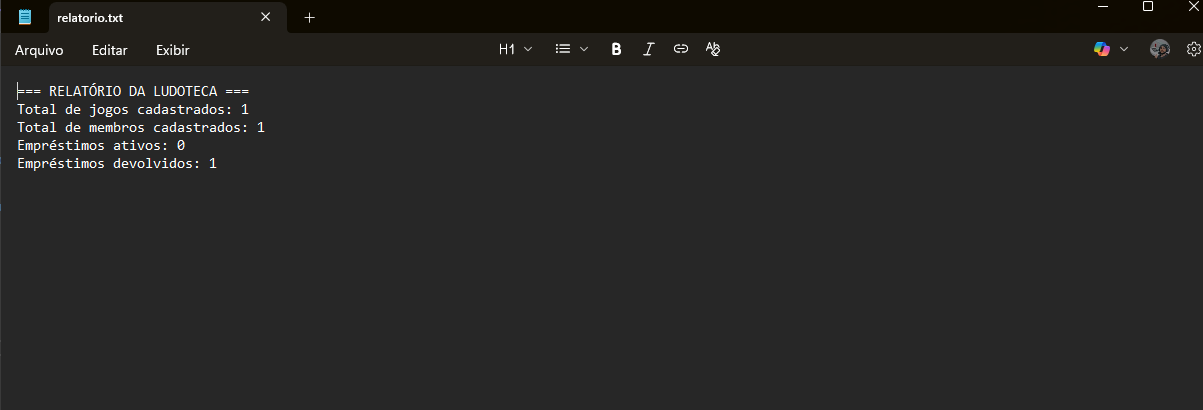 relatorio.txt
Arquivo Editar Exibir H1 B I
=== RELATÓRIO DA LUDOTECA ===
Total de jogos cadastrados: 1
Total de membros cadastrados: 1
Empréstimos ativos: 0
Empréstimos devolvidos: 1